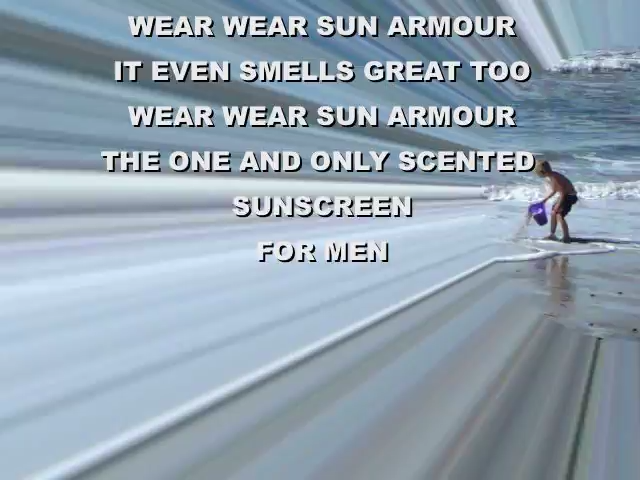 WEAR WEAR SUN ARMOUR
IT EVEN SMELLS GREAT TOO
WEAR WEAR SUN ARMOUR
THE ONE AND ONLY SCENTED
SUNSCREEN
FOR MEN